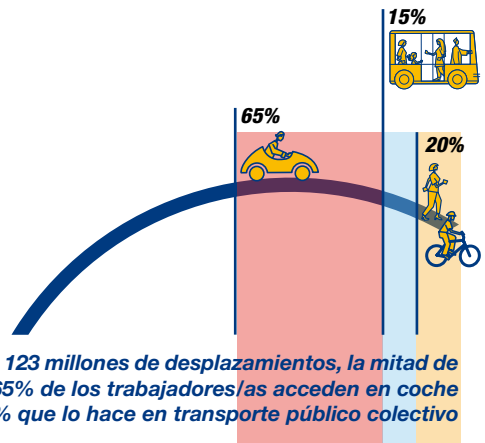 15%
65%
20%
123 millones de desplazamientos, la mitad de
65% de los trabajadores/as acceden en coche
% que lo hace en transporte público colectivo